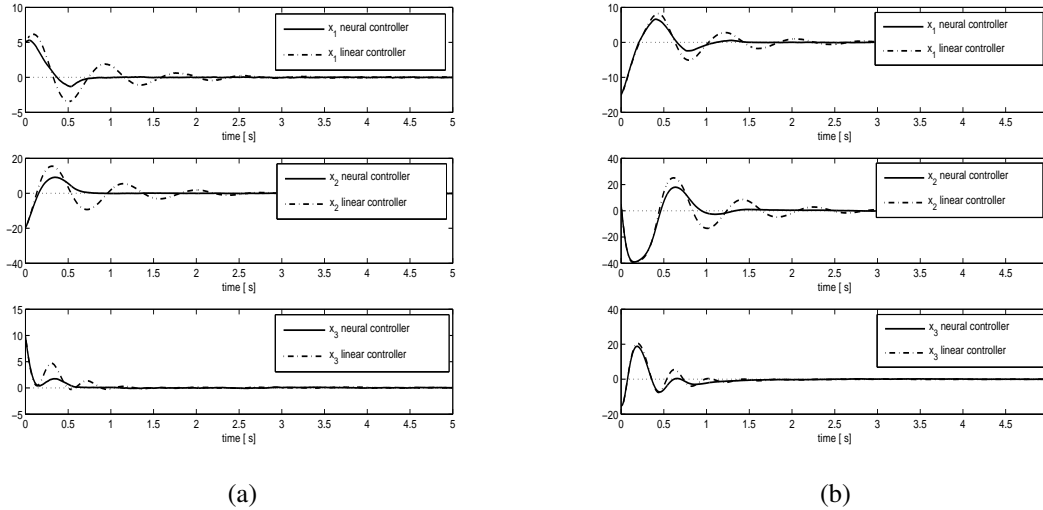 10
5
0
−5
0 0.5 1 1.5 2 2.5 3 3.5 4 4.5 5
time [ s]
x1 neural controller
x1 linear controller
20
0
−20
−40
0 0.5 1 1.5 2 2.5 3 3.5 4 4.5 5
time [ s]
x2 neural controller
x2 linear controller
15
10
5
0
−5
0 0.5 1 1.5 2 2.5 3 3.5 4 4.5 5
time [ s]
x3 neural controller
x3 linear controller
(a)
10
0
−10
−20
0 0.5 1 1.5 2 2.5 3 3.5 4 4.5
time [ s]
x1 neural controller
x1 linear controller
40
20
0
−20
−40
0 0.5 1 1.5 2 2.5 3 3.5 4 4.5
time [ s]
x2 neural controller
x2 linear controller
40
20
0
−20
0 0.5 1 1.5 2 2.5 3 3.5 4 4.5
time [ s]
x3 neural controller
x3 linear controller
(b)